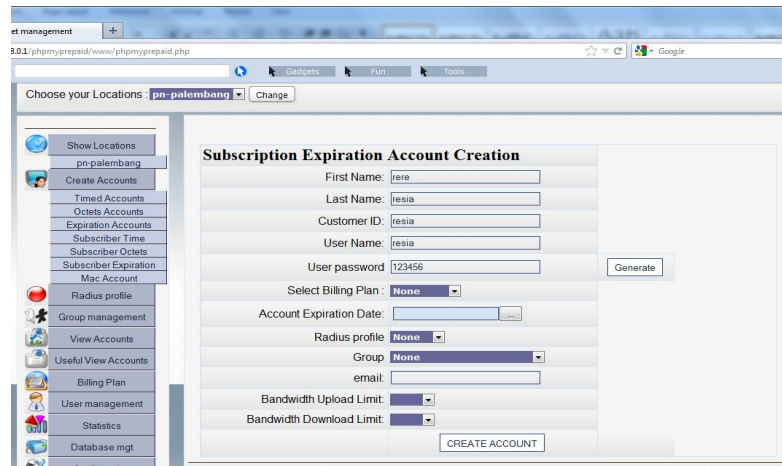 et management
+
8.0.1/phpmyprepaid/www/phpmyprepaid.php
Google
Gadgets Fun Tools
Choose your Locations : pn-palembang Change
Show Locations
pn-palembang
Create Accounts
Timed Accounts
Octets Accounts
Expiration Accounts
Subscriber Time
Subscriber Octets
Subscriber Expiration
Mac Account
Radius profile
Group management
View Accounts
Useful View Accounts
Billing Plan
User management
Statistics
Database mgt
Subscription Expiration Account Creation
First Name: rere
Last Name: resia
Customer ID: resia
User Name: resia
User password 123456 Generate
Select Billing Plan : None
Account Expiration Date: ...
Radius profile None
Group None
email:
Bandwidth Upload Limit:
Bandwidth Download Limit:
CREATE ACCOUNT